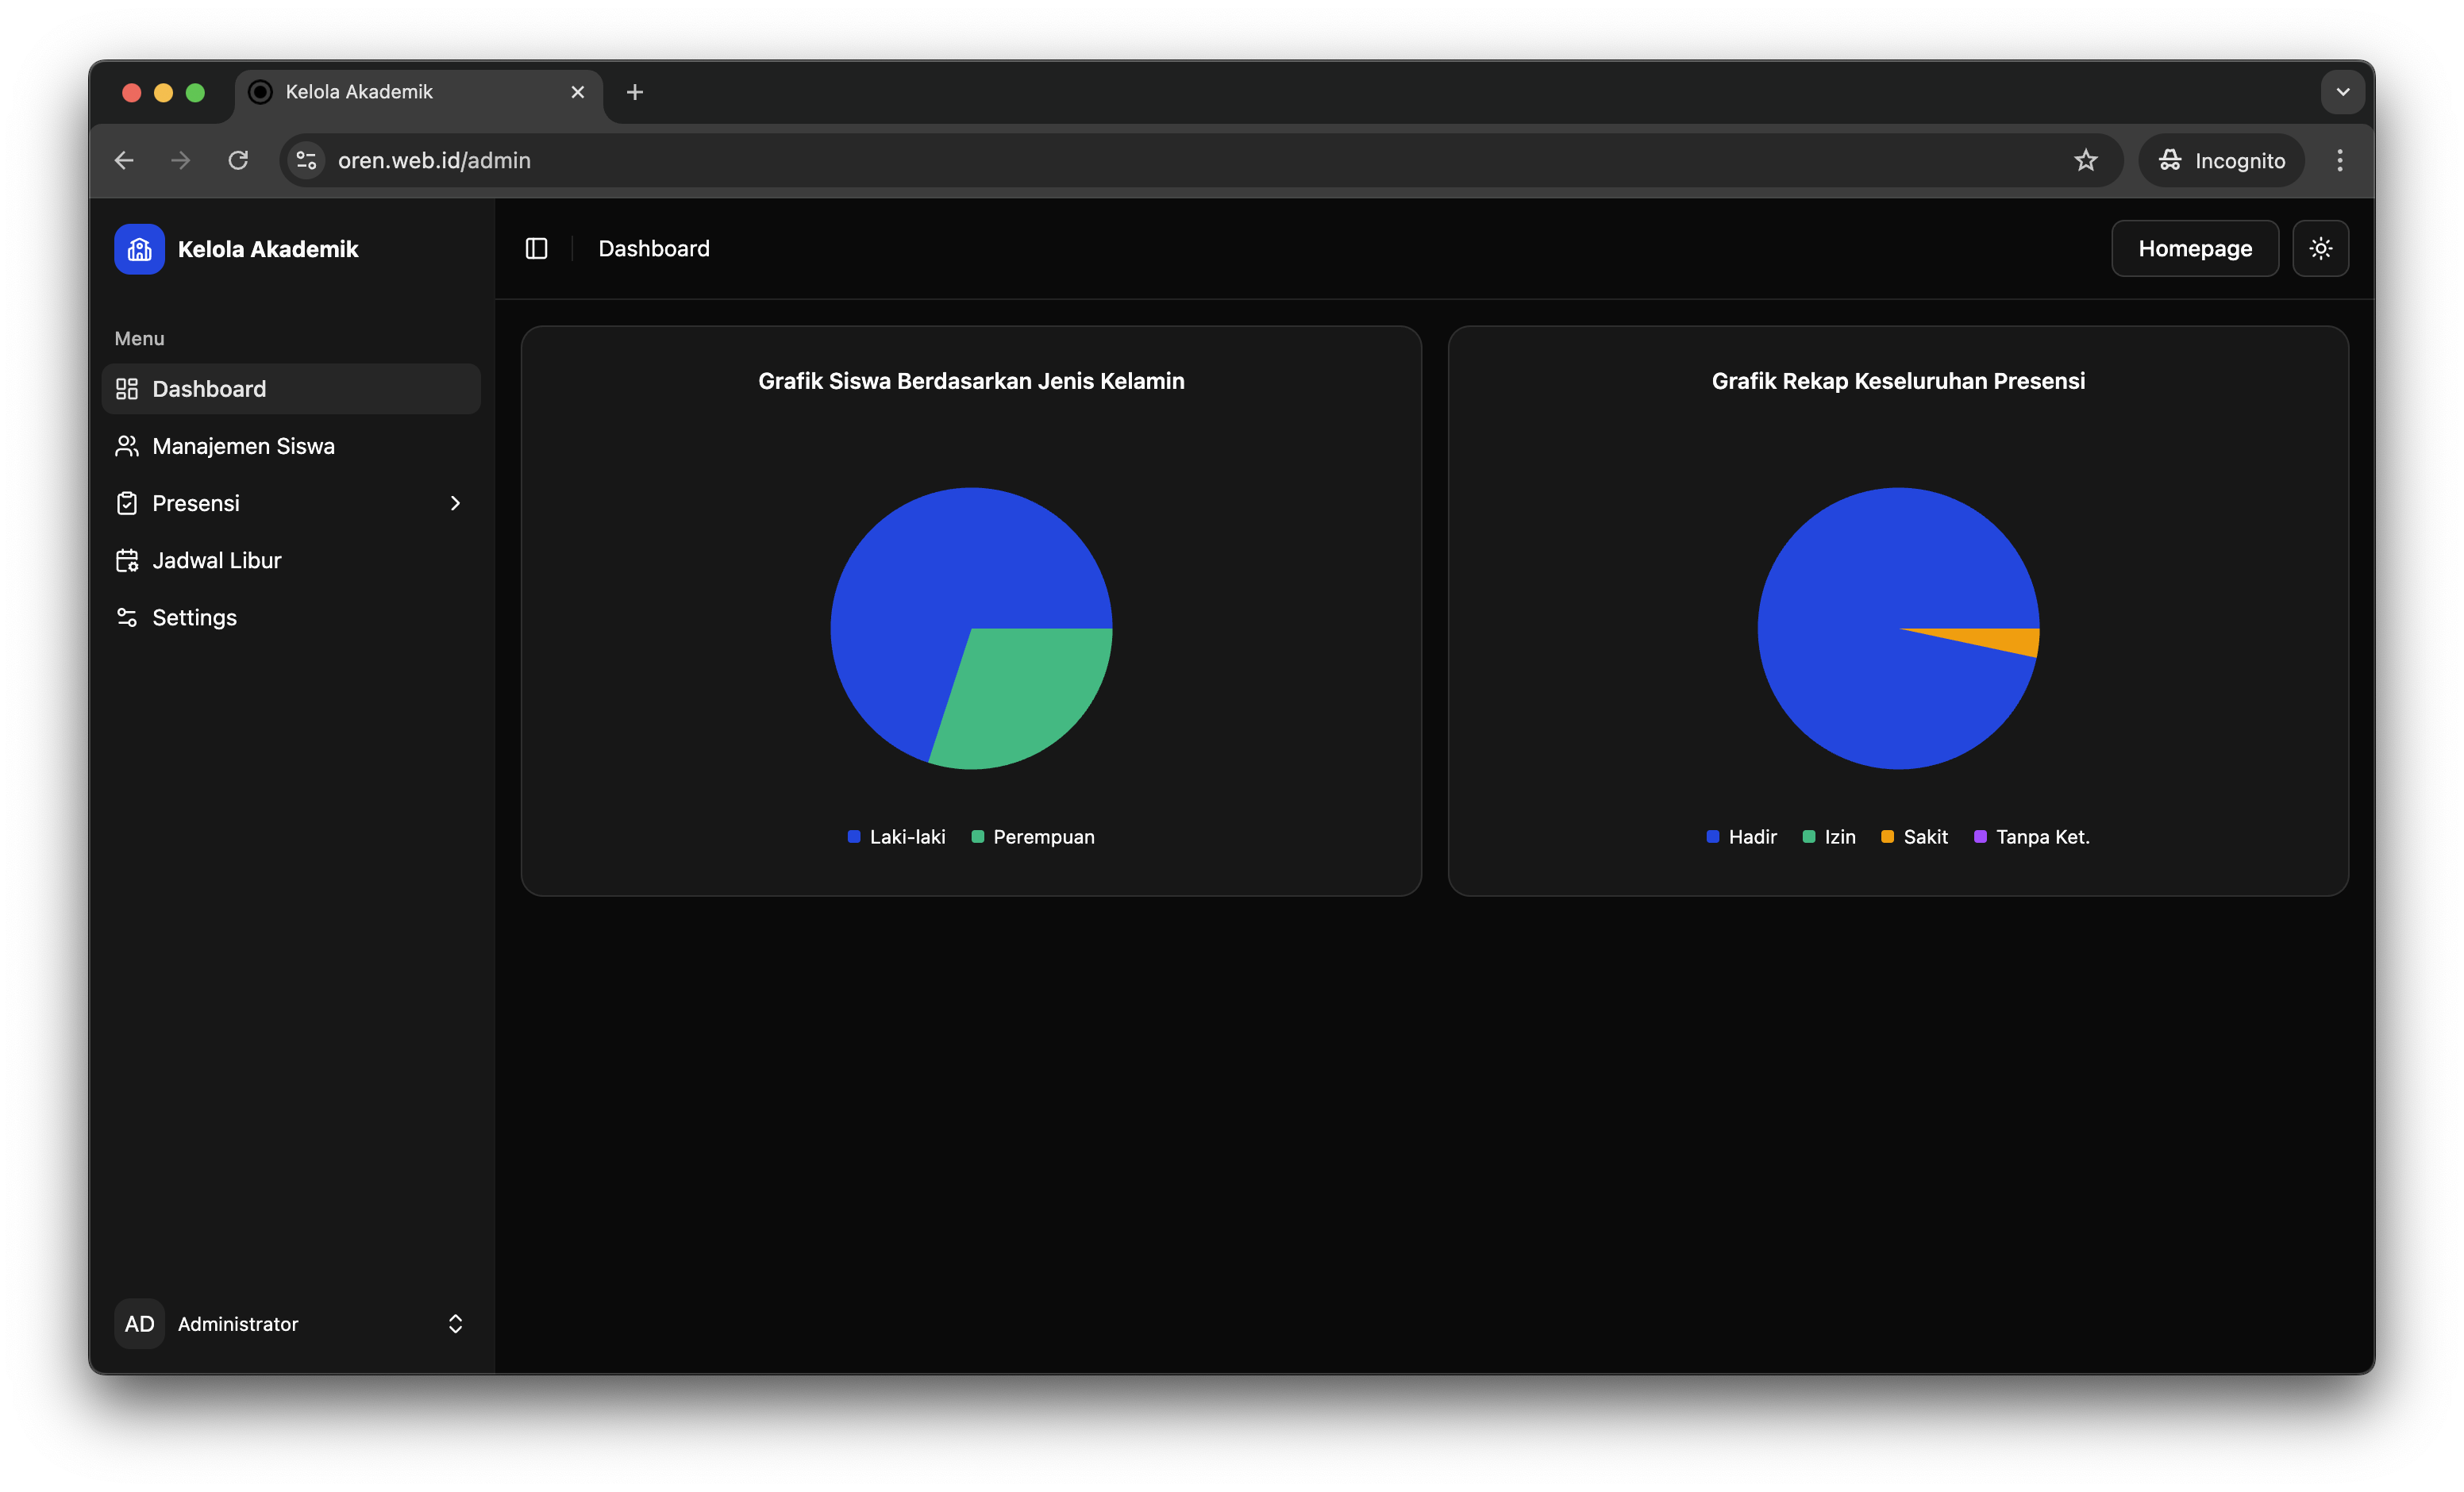 Kelola Akademik
oren.web.id/admin
Incognito
Kelola Akademik
Menu
Dashboard
Manajemen Siswa
Presensi
Jadwal Libur
Settings
AD
Administrator
Dashboard
Homepage
Grafik Siswa Berdasarkan Jenis Kelamin
Laki-laki Perempuan
Grafik Rekap Keseluruhan Presensi
Hadir Izin Sakit Tanpa Ket.